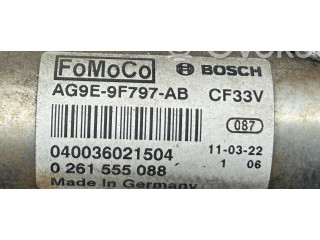 FoMoCo BOSCH
AG9E-9F797-AB CF33V
087
040036021504 11-03-22
0 261 555 088 1 06
Made in Germany